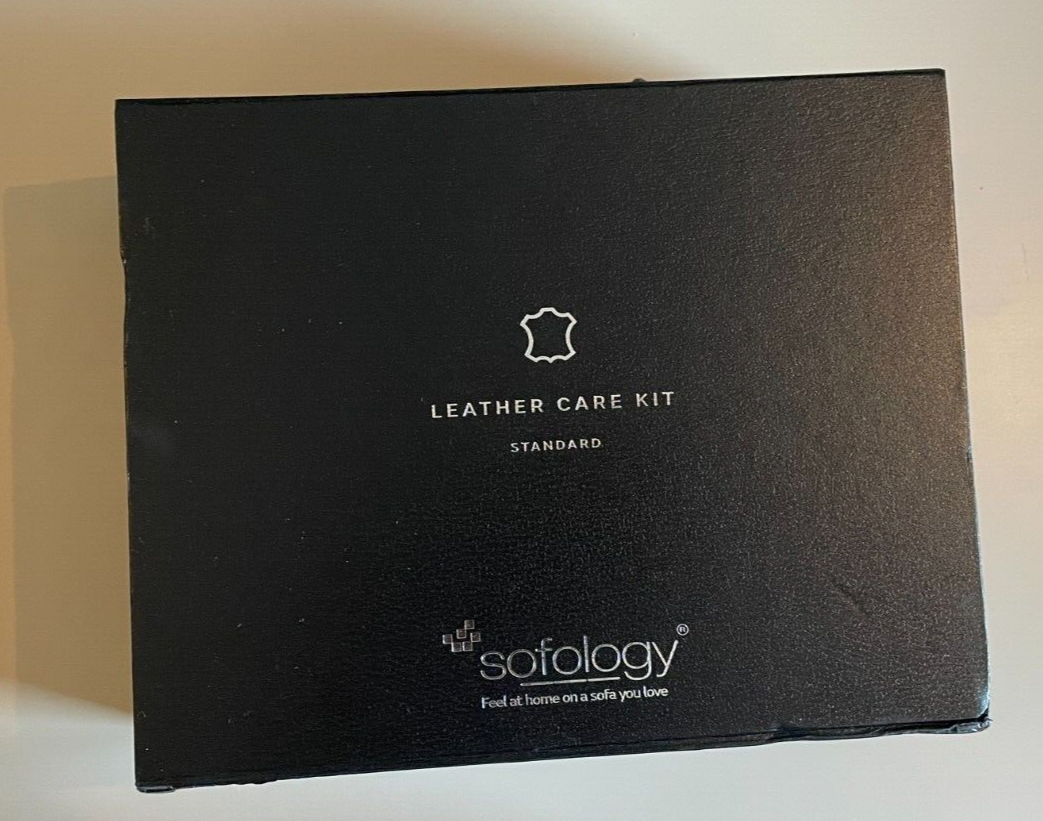 LEATHER CARE KIT
STANDARD
sofology®
Feel at home on a sofa you love